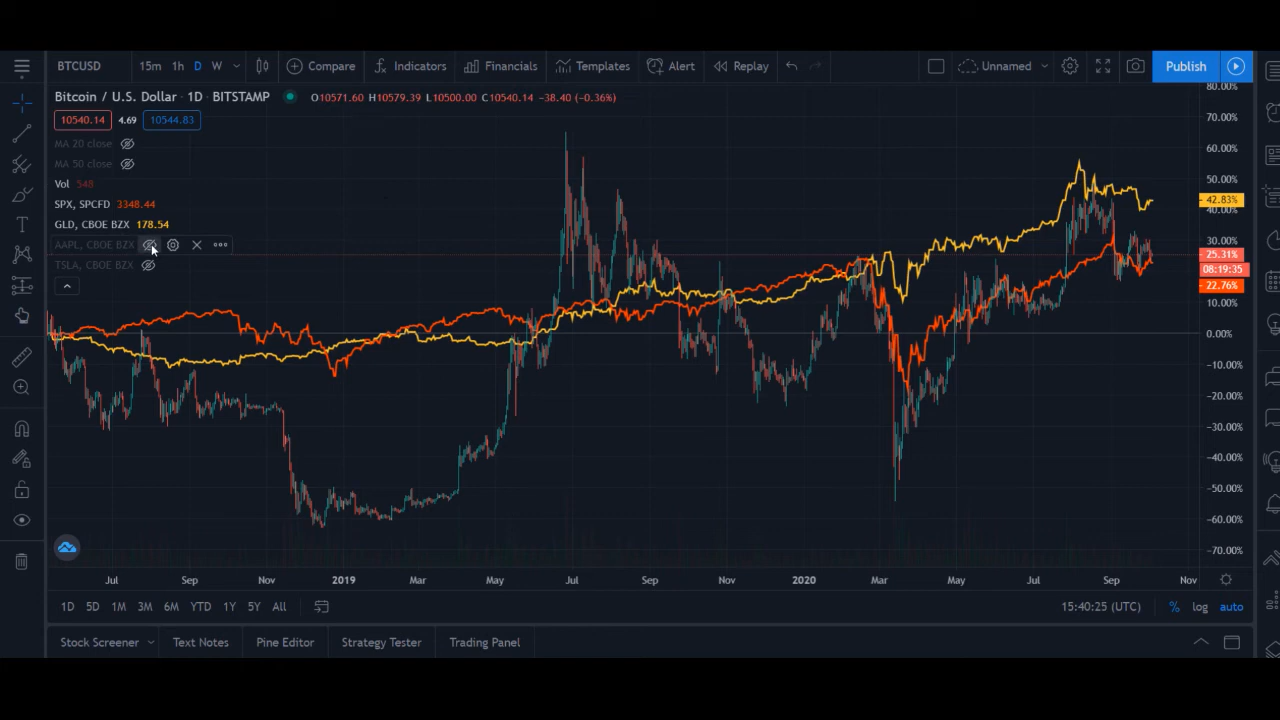 BTCUSD 15m 1h D W Compare Indicators Financials Templates Alert Replay Unnamed Publish
Bitcoin / U.S. Dollar · 1D · BITSTAMP O10571.60 H10579.39 L10500.00 C10540.14 −38.40 (−0.36%)
10540.14 4.69 10544.83
MA 20 close
MA 50 close
Vol 548
SPX, SPCFD 3348.44
GLD, CBOE BZX 178.54
AAPL, CBOE BZX
TSLA, CBOE BZX
80.00%
70.00%
60.00%
50.00%
42.83%
40.00%
30.00%
25.31%
08:19:35
22.76%
10.00%
0.00%
−10.00%
−20.00%
−30.00%
−40.00%
−50.00%
−60.00%
−70.00%
Jul Sep Nov 2019 Mar May Jul Sep Nov 2020 Mar May Jul Sep Nov
1D 5D 1M 3M 6M YTD 1Y 5Y All 15:40:25 (UTC) % log auto
Stock Screener Text Notes Pine Editor Strategy Tester Trading Panel